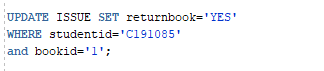 UPDATE ISSUE SET returnbook='YES'
WHERE studentid='C191085'
and bookid='1';